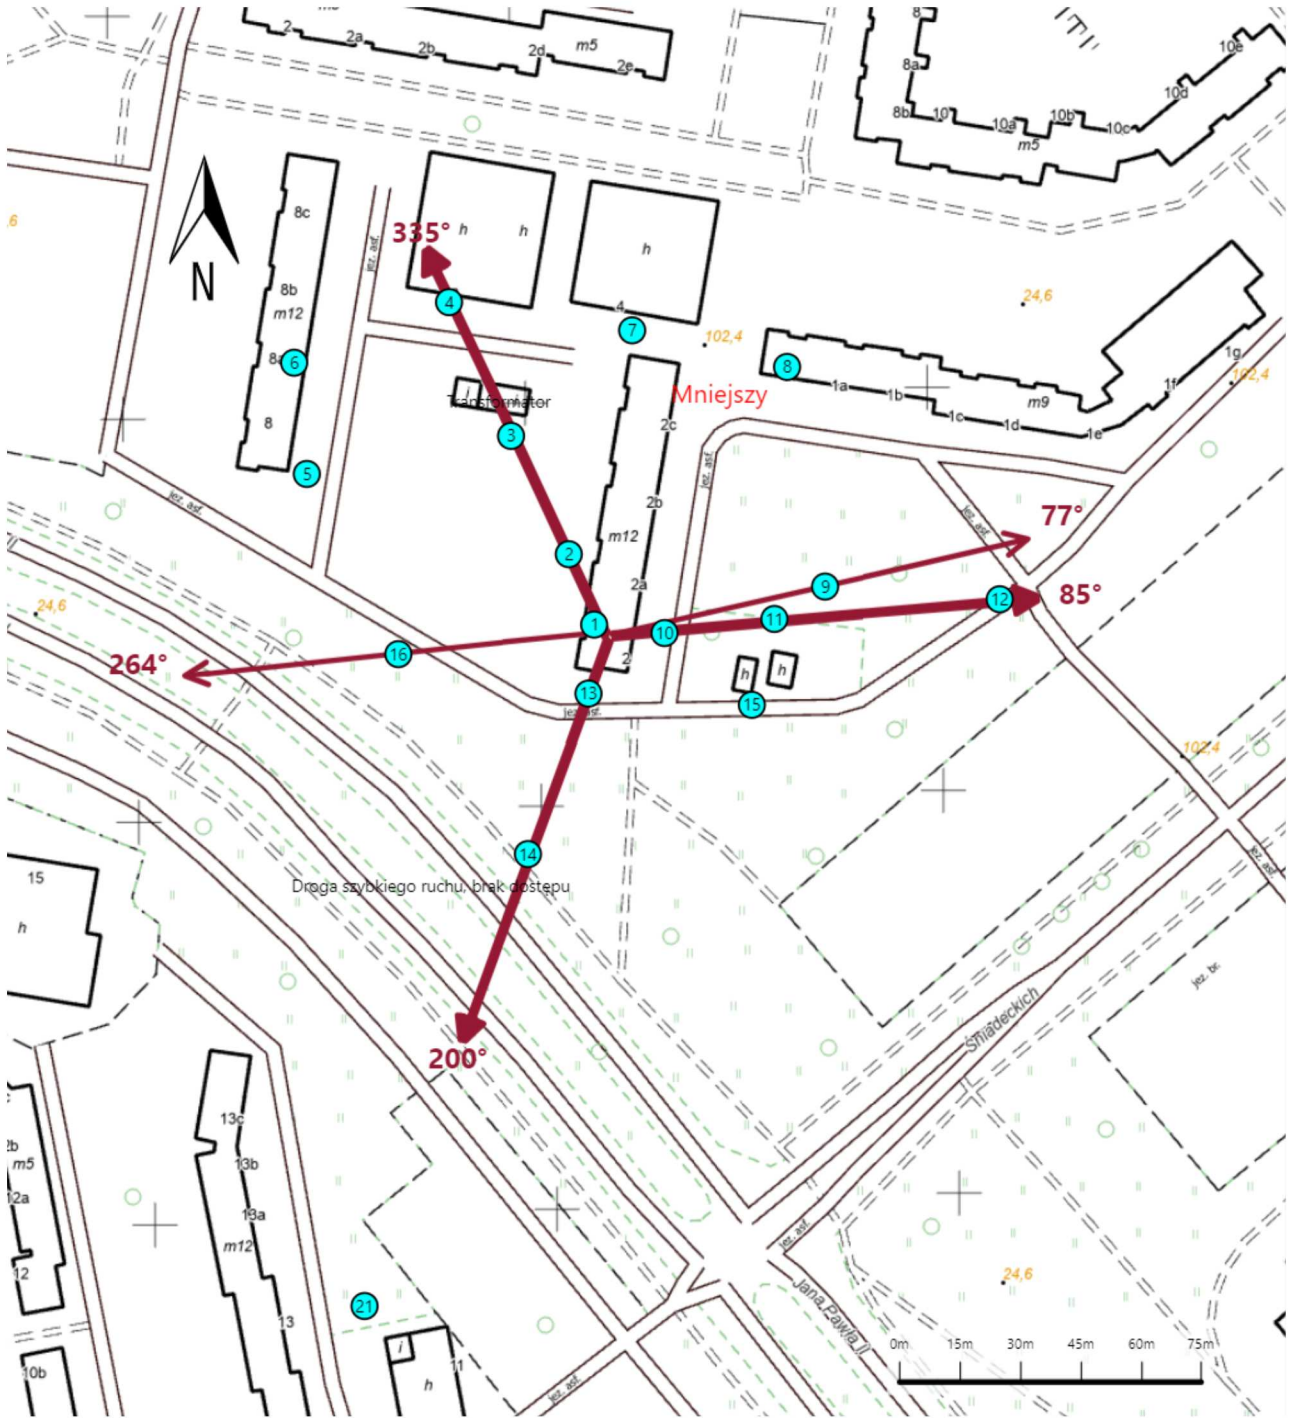 2
2a
2b
2d
m5
2e
8
8a
8b
10
10a
10b
10c
10d
10e
m5
6
8c
8b
m12
8a
8
N
jez. asf.
335°
h
h
h
4
4
7
102,4
24,6
6
5
i
Transformator
3
2
Mniejszy
8
1a
1b
1c
1d
1e
1f
1g
m9
102,4
2c
2b
m12
2a
2
jez. asf.
jez. asf.
jez. asf.
77°
85°
9
10
11
12
1
16
264°
24,6
13
jez. asf.
h
h
15
102,4
14
Droga szybkiego ruchu, brak dostępu
15
h
200°
Śniadeckich
jez. br.
jez. asf.
13c
13b
13a
m12
13
2b
m5
12a
12
10b
21
i
h
11
jez. asf.
jez. asf.
Jana Pawła II
24,6
0m 15m 30m 45m 60m 75m